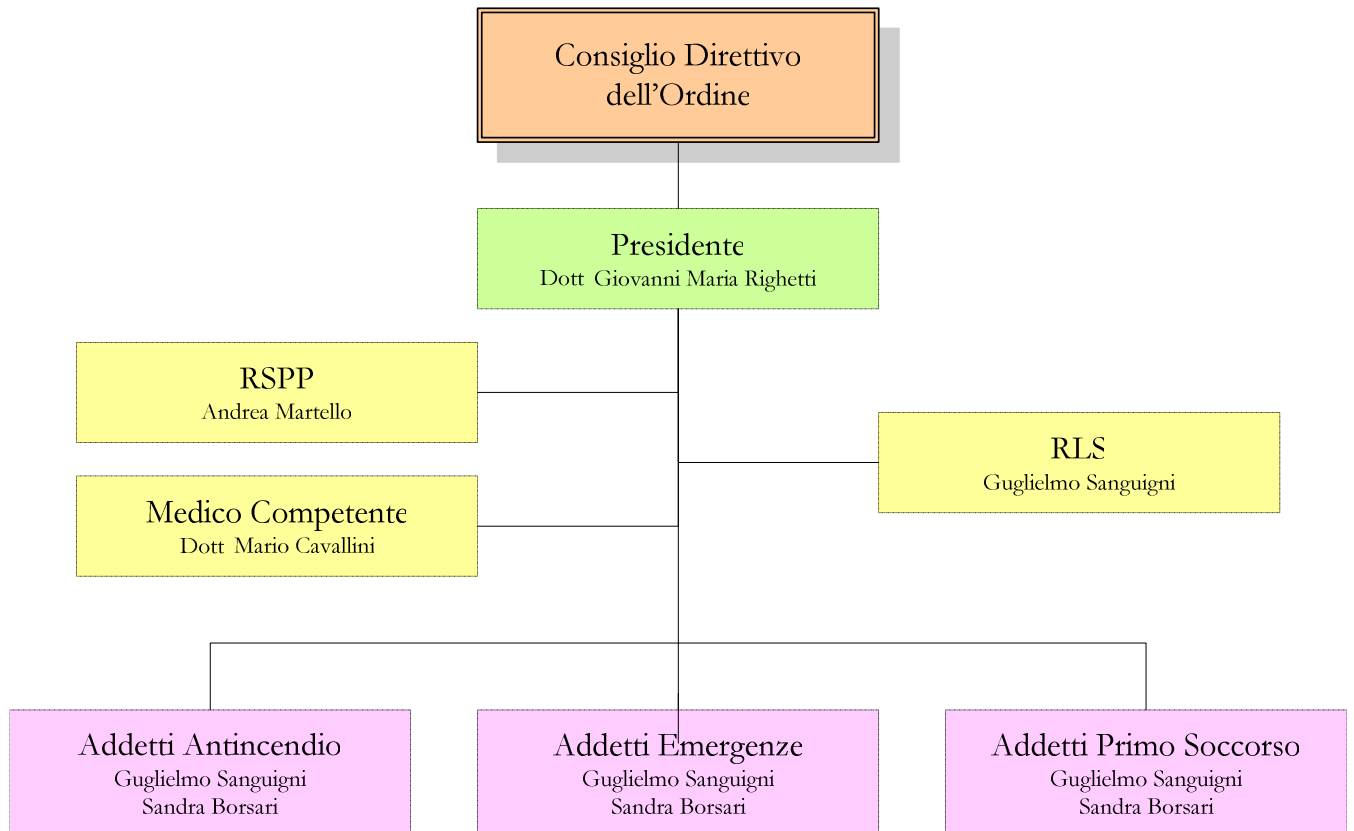 Consiglio Direttivo
dell’Ordine
Presidente
Dott Giovanni Maria Righetti
RSPP
Andrea Martello
RLS
Guglielmo Sanguigni
Medico Competente
Dott Mario Cavallini
Addetti Antincendio
Guglielmo Sanguigni
Sandra Borsari
Addetti Emergenze
Guglielmo Sanguigni
Sandra Borsari
Addetti Primo Soccorso
Guglielmo Sanguigni
Sandra Borsari